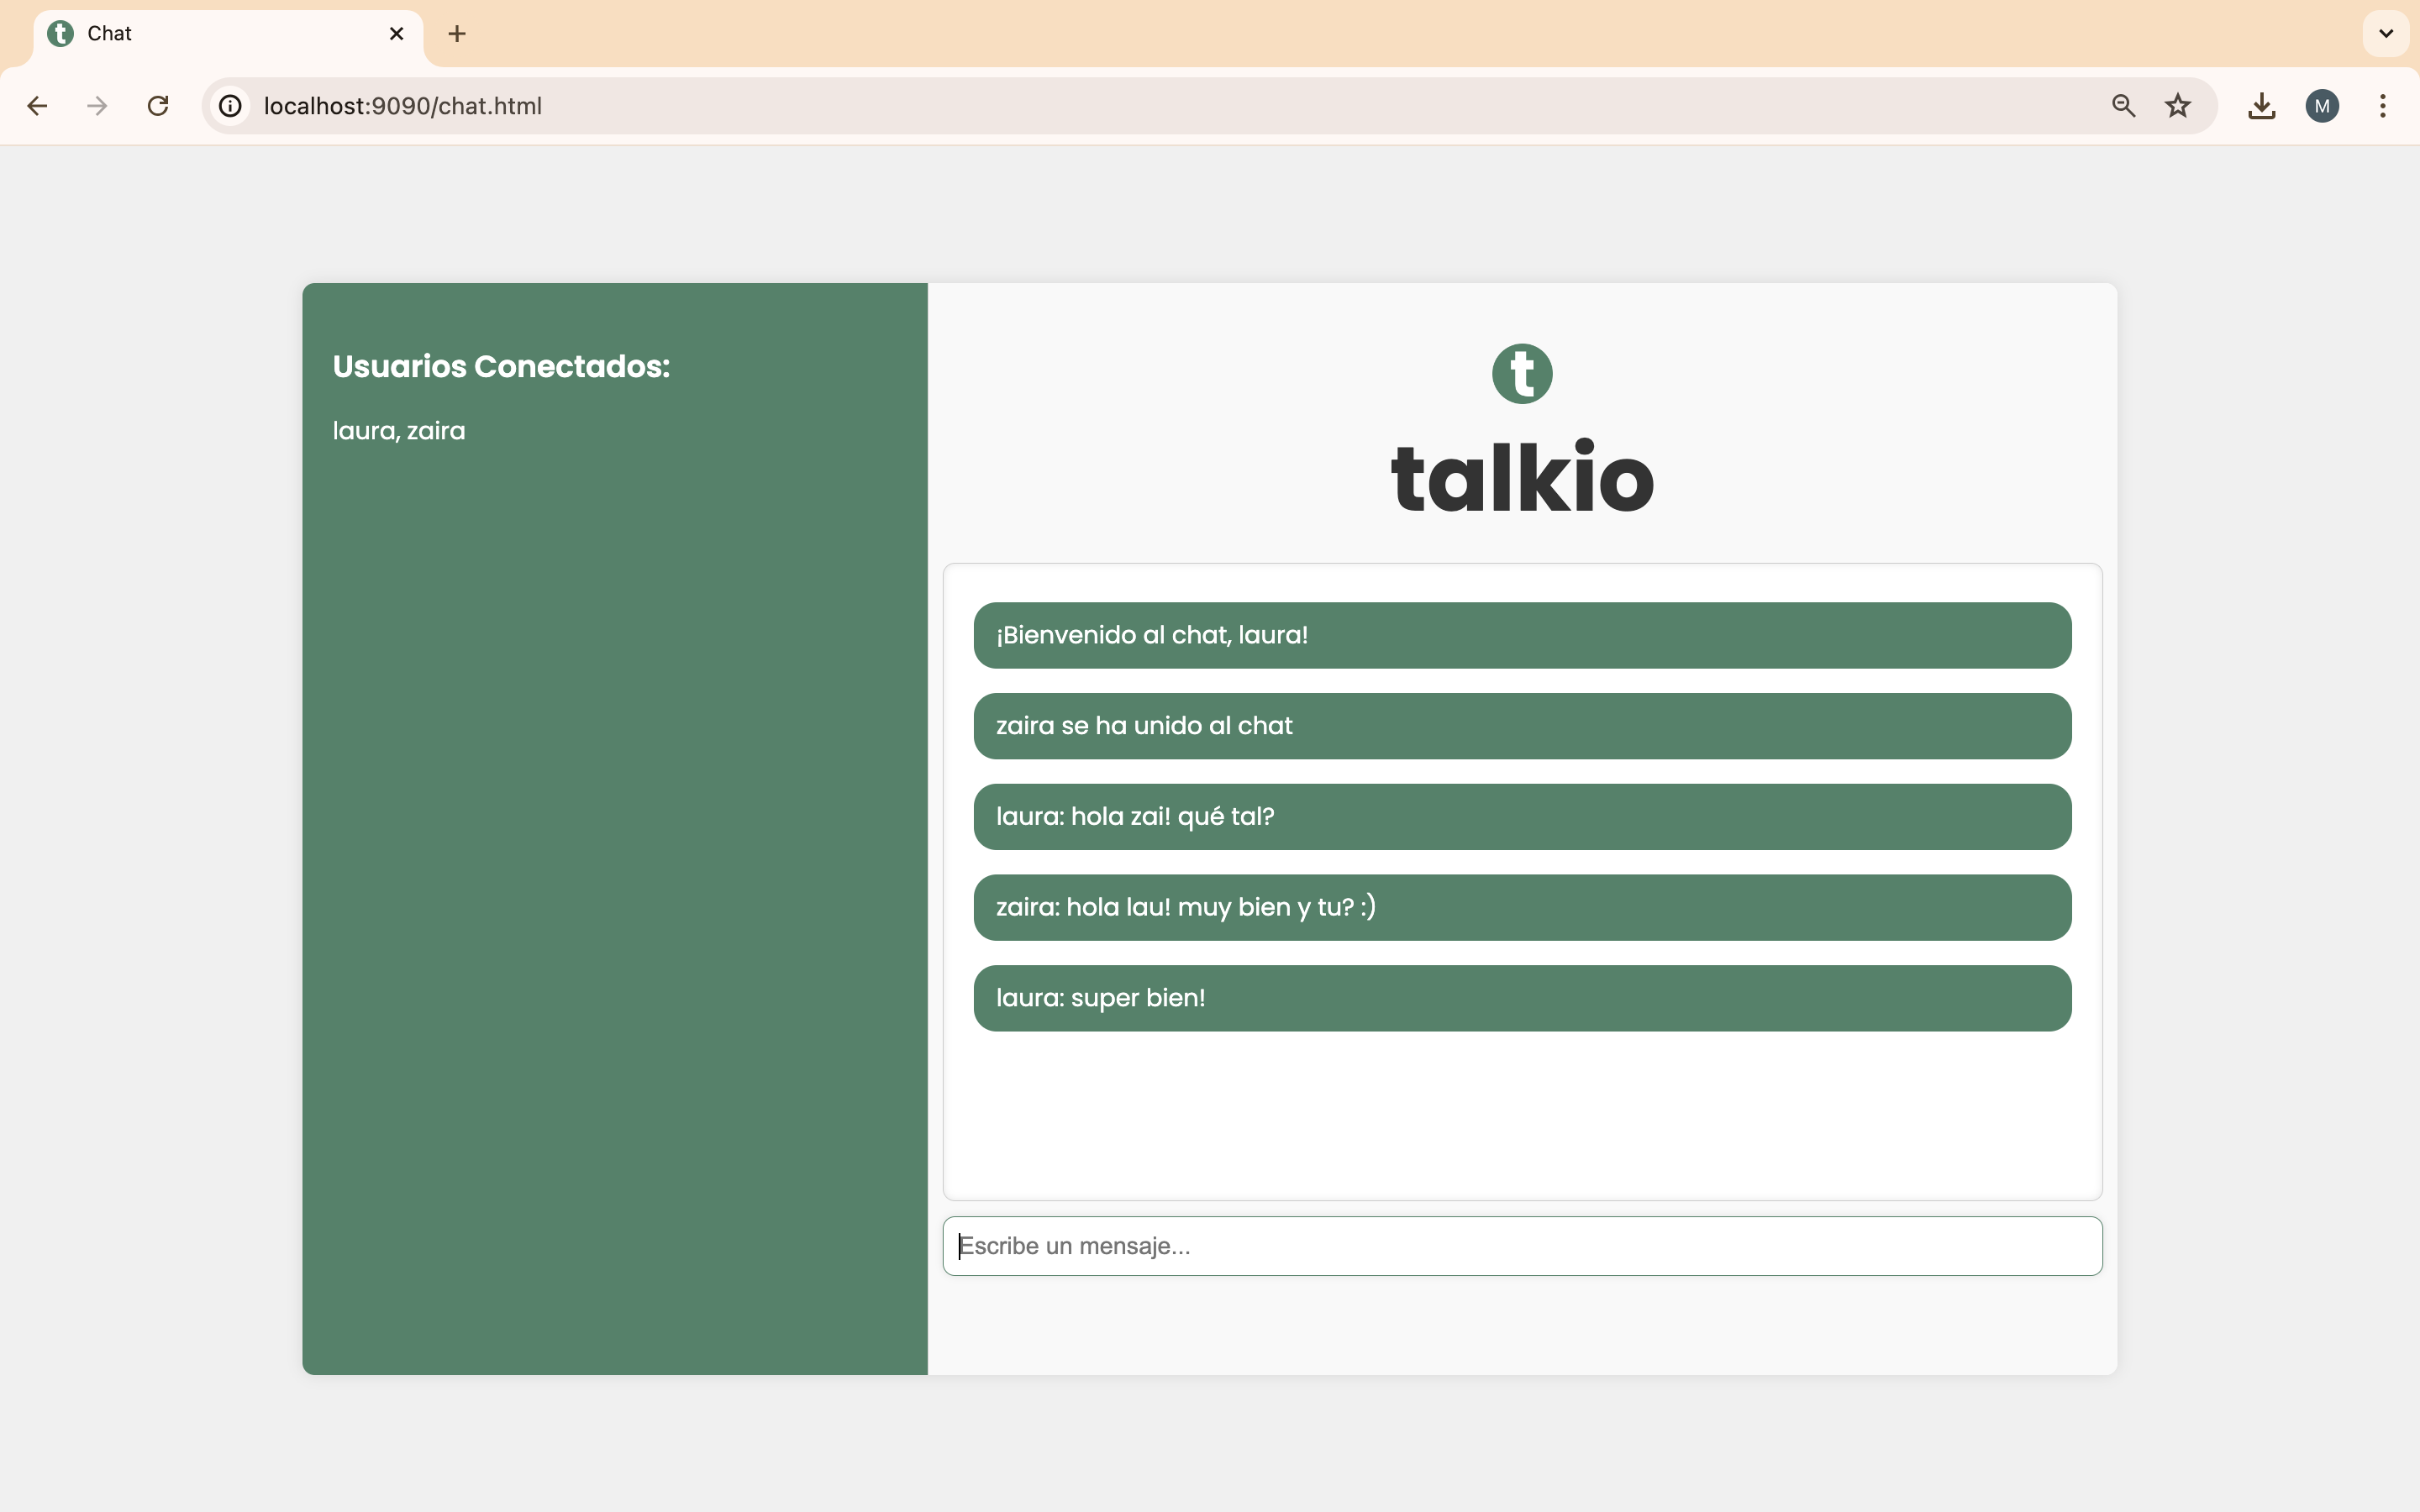 Chat
localhost:9090/chat.html
M
Usuarios Conectados:
laura, zaira
t
talkio
¡Bienvenido al chat, laura!
zaira se ha unido al chat
laura: hola zai! qué tal?
zaira: hola lau! muy bien y tu? :)
laura: super bien!
Escribe un mensaje...